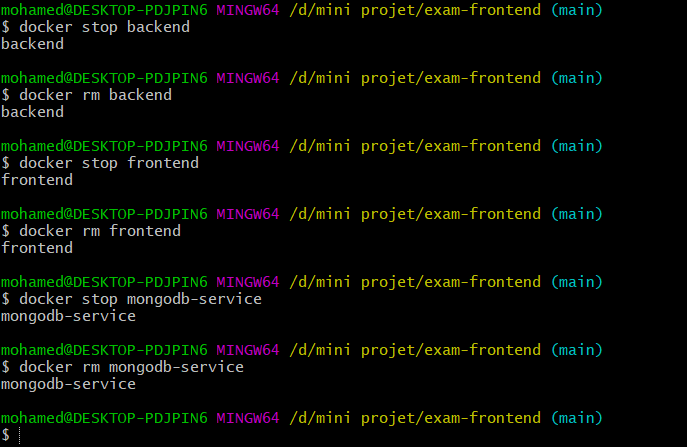 mohamed@DESKTOP-PDJPIN6 MINGW64 /d/mini projet/exam-frontend (main)
$ docker stop backend
backend
mohamed@DESKTOP-PDJPIN6 MINGW64 /d/mini projet/exam-frontend (main)
$ docker rm backend
backend
mohamed@DESKTOP-PDJPIN6 MINGW64 /d/mini projet/exam-frontend (main)
$ docker stop frontend
frontend
mohamed@DESKTOP-PDJPIN6 MINGW64 /d/mini projet/exam-frontend (main)
$ docker rm frontend
frontend
mohamed@DESKTOP-PDJPIN6 MINGW64 /d/mini projet/exam-frontend (main)
$ docker stop mongodb-service
mongodb-service
mohamed@DESKTOP-PDJPIN6 MINGW64 /d/mini projet/exam-frontend (main)
$ docker rm mongodb-service
mongodb-service
mohamed@DESKTOP-PDJPIN6 MINGW64 /d/mini projet/exam-frontend (main)
$